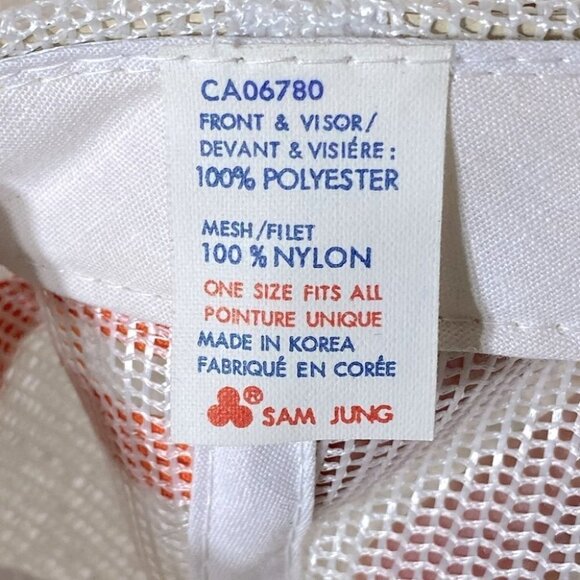 CA06780
FRONT & VISOR/
DEVANT & VISIÉRE :
100% POLYESTER
MESH/FILET
100 % NYLON
ONE SIZE FITS ALL
POINTURE UNIQUE
MADE IN KOREA
FABRIQUÉ EN CORÉE
® SAM JUNG